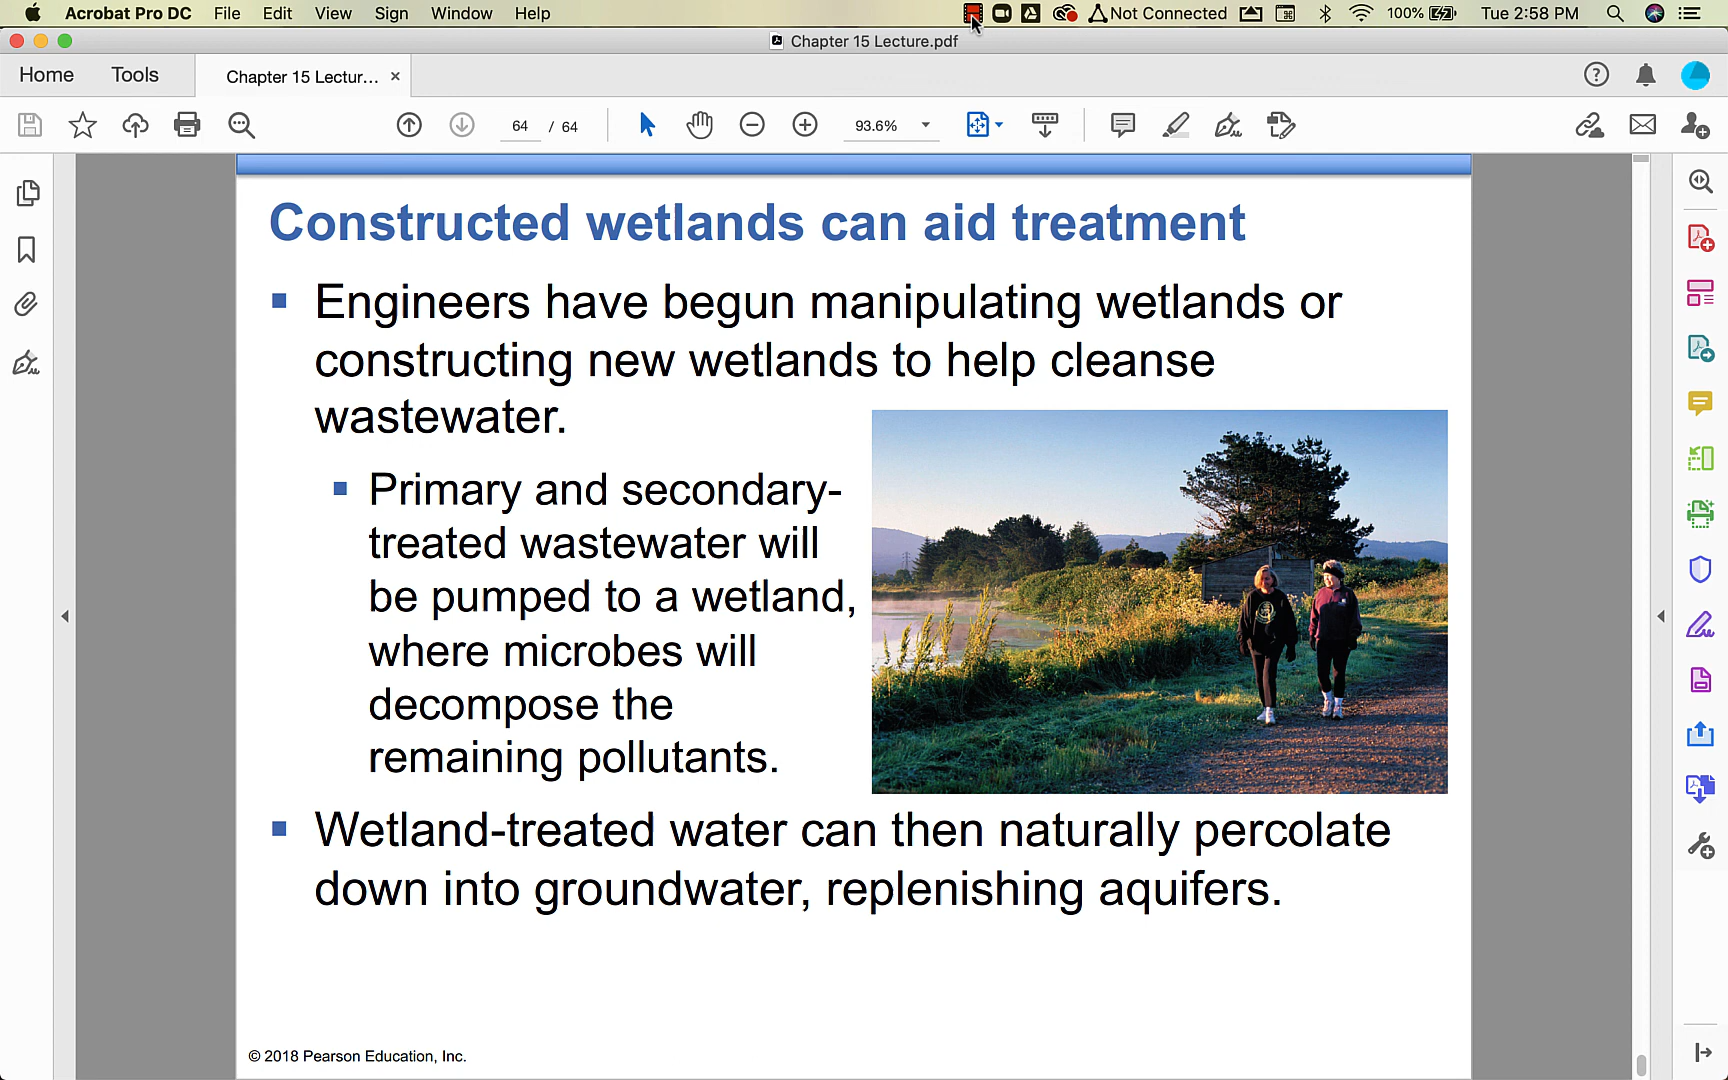 Acrobat Pro DC File Edit View Sign Window Help Not Connected 100% Tue 2:58 PM
Chapter 15 Lecture.pdf
Home Tools Chapter 15 Lectur... ×
64 / 64 93.6%
Constructed wetlands can aid treatment
Engineers have begun manipulating wetlands or
constructing new wetlands to help cleanse
wastewater.
Primary and secondary-
treated wastewater will
be pumped to a wetland,
where microbes will
decompose the
remaining pollutants.
Wetland-treated water can then naturally percolate
down into groundwater, replenishing aquifers.
© 2018 Pearson Education, Inc.